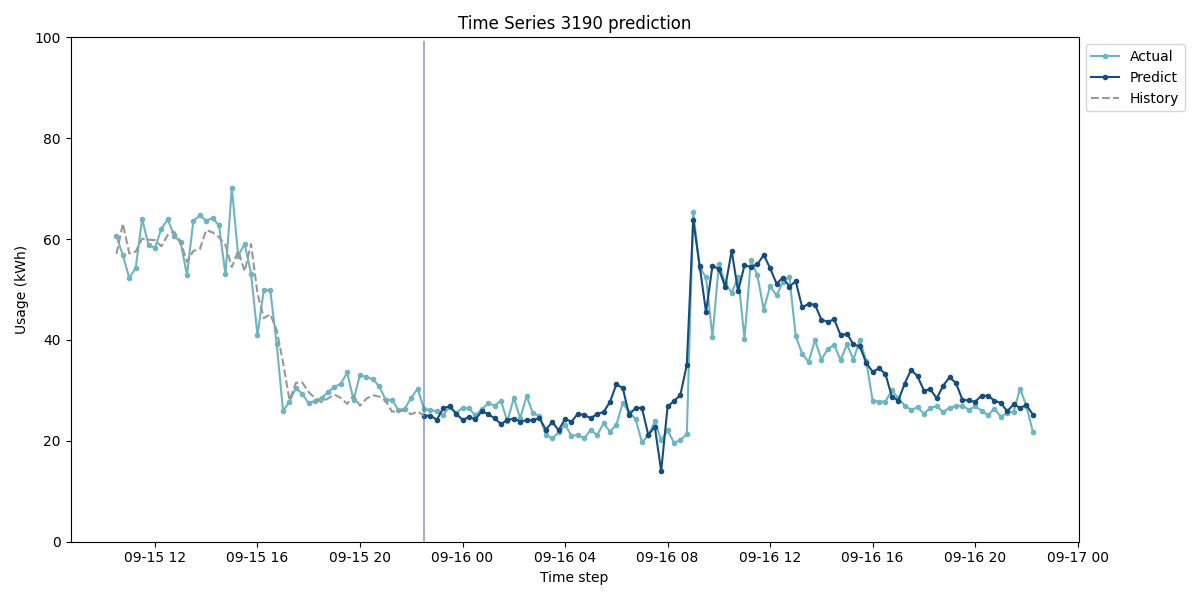 Time Series 3190 prediction
100
80
60
40
20
0
Usage (kWh)
09-15 12
09-15 16
09-15 20
09-16 00
09-16 04
09-16 08
09-16 12
09-16 16
09-16 20
09-17 00
Time step
Actual
Predict
History